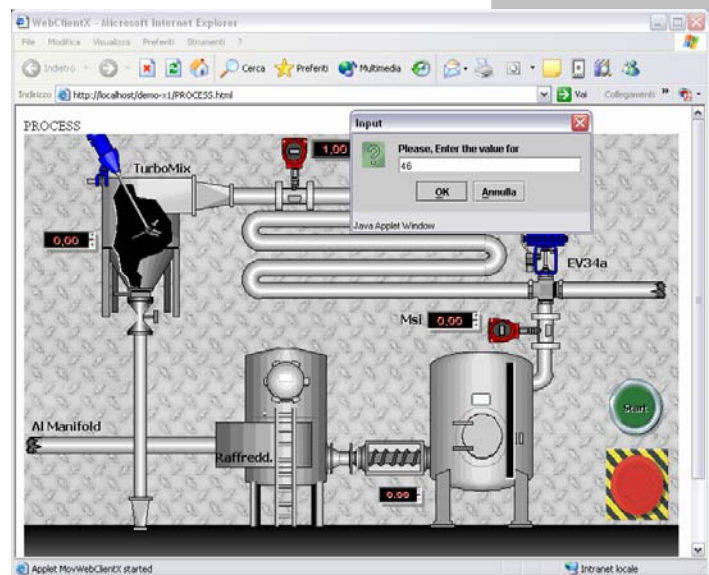 WebClientX - Microsoft Internet Explorer
File Modifica Visualizza Preferiti Strumenti ?
Indietro Cerca Preferiti Multimedia
Indirizzo http://localhost/demo-x1/PROCESS.html Vai Collegamenti »
PROCESS
Input
Please, Enter the value for
46
OK Annulla
Java Applet Window
TurboMix
1,00
0,00
EV34a
Msi 0,00
Start
Al Manifold
Raffredd.
0.00
Applet MovWebClientX started Intranet locale